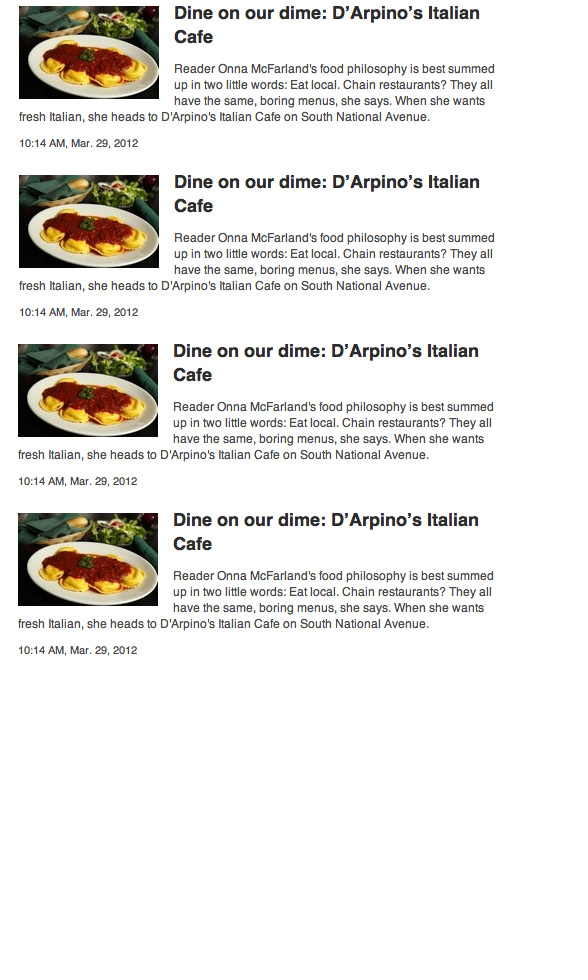 Dine on our dime: D’Arpino’s Italian
Cafe
Reader Onna McFarland's food philosophy is best summed
up in two little words: Eat local. Chain restaurants? They all
have the same, boring menus, she says. When she wants
fresh Italian, she heads to D'Arpino's Italian Cafe on South National Avenue.
10:14 AM, Mar. 29, 2012
Dine on our dime: D’Arpino’s Italian
Cafe
Reader Onna McFarland's food philosophy is best summed
up in two little words: Eat local. Chain restaurants? They all
have the same, boring menus, she says. When she wants
fresh Italian, she heads to D'Arpino's Italian Cafe on South National Avenue.
10:14 AM, Mar. 29, 2012
Dine on our dime: D’Arpino’s Italian
Cafe
Reader Onna McFarland's food philosophy is best summed
up in two little words: Eat local. Chain restaurants? They all
have the same, boring menus, she says. When she wants
fresh Italian, she heads to D'Arpino's Italian Cafe on South National Avenue.
10:14 AM, Mar. 29, 2012
Dine on our dime: D’Arpino’s Italian
Cafe
Reader Onna McFarland's food philosophy is best summed
up in two little words: Eat local. Chain restaurants? They all
have the same, boring menus, she says. When she wants
fresh Italian, she heads to D'Arpino's Italian Cafe on South National Avenue.
10:14 AM, Mar. 29, 2012